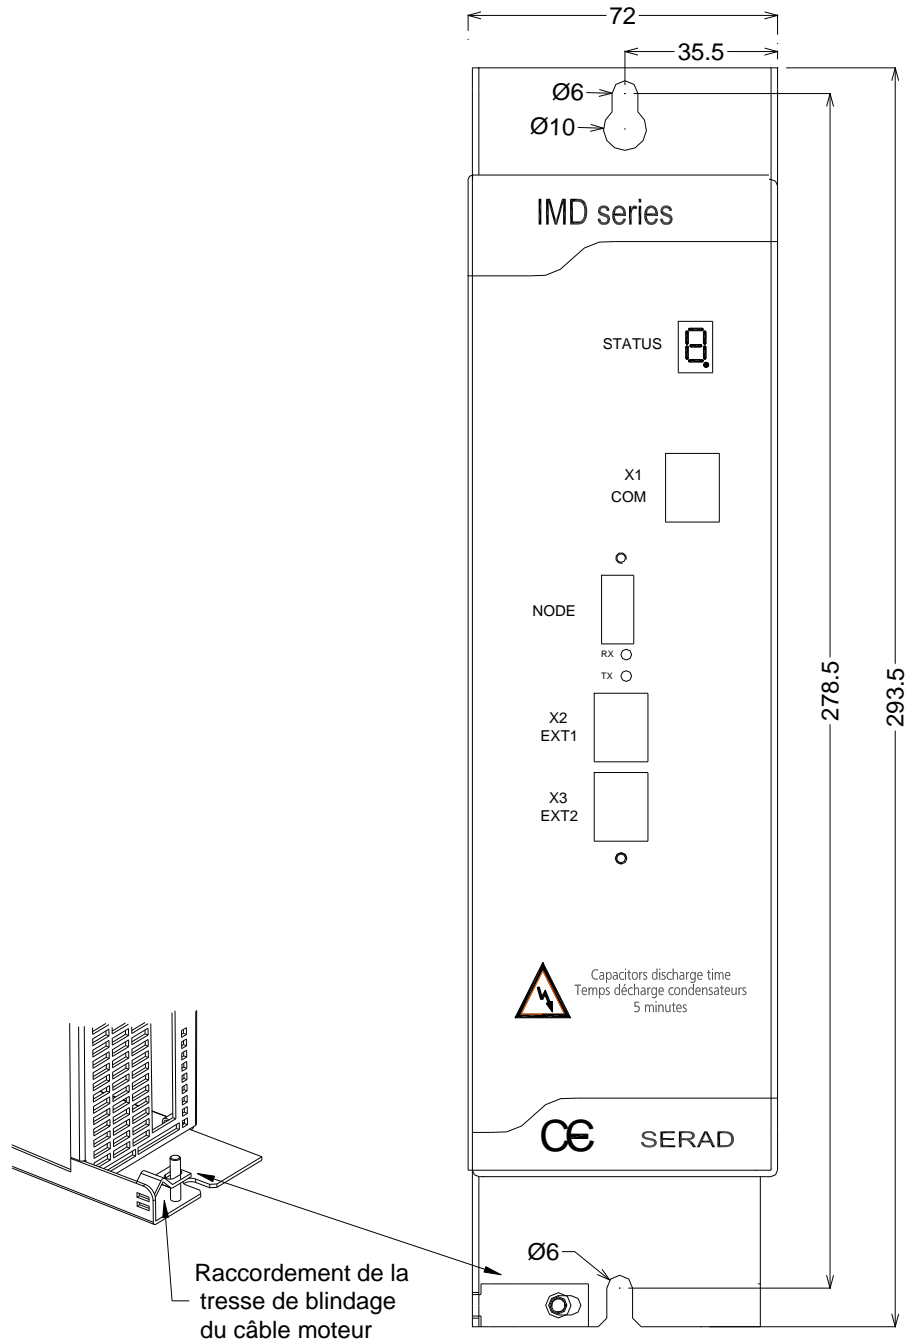 72
35.5
Ø6
Ø10
IMD series
STATUS
8.
X1
COM
NODE
RX
TX
278.5
293.5
X2
EXT1
X3
EXT2
Capacitors discharge time
Temps décharge condensateurs
5 minutes
CE
SERAD
Ø6
Raccordement de la
tresse de blindage
du câble moteur